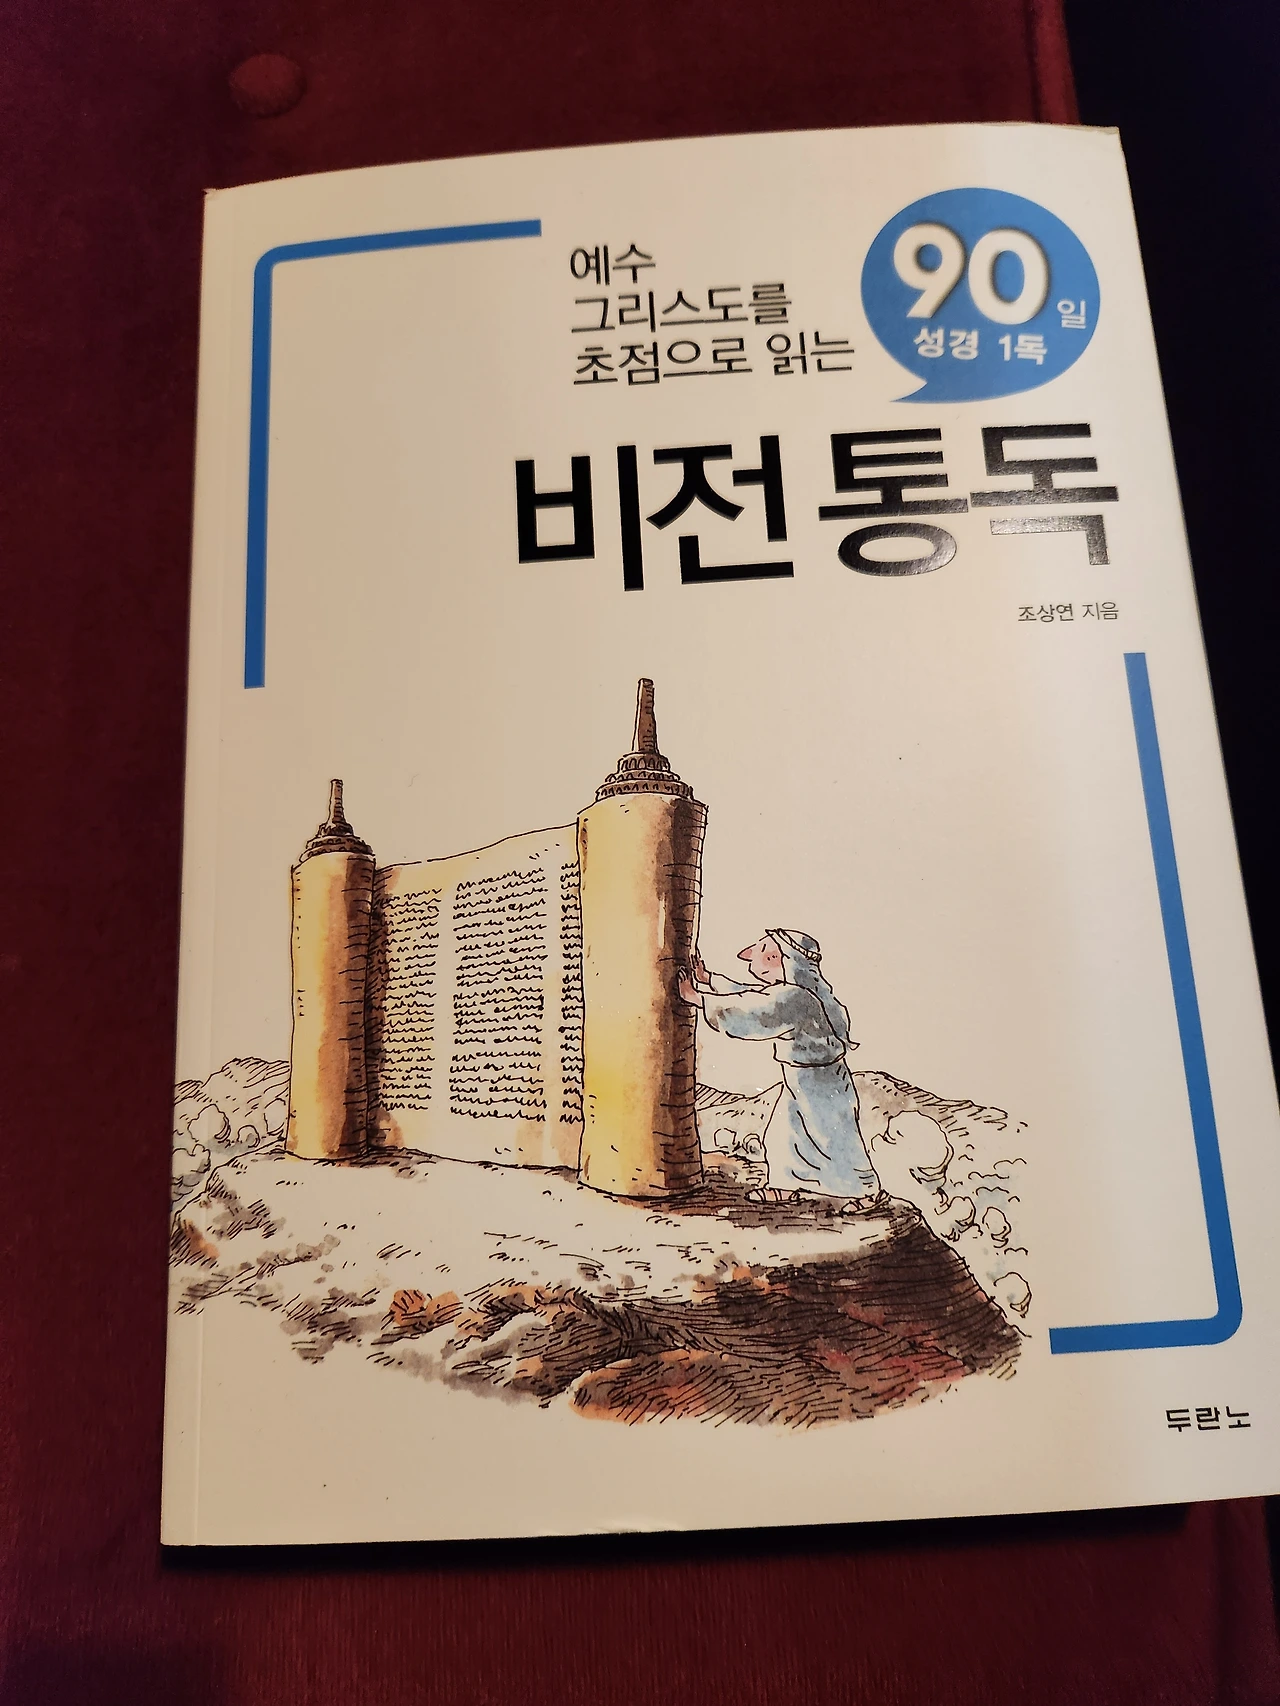 예수
그리스도를
초점으로 읽는
90일
성경 1독
비전통독
조상연 지음
두란노